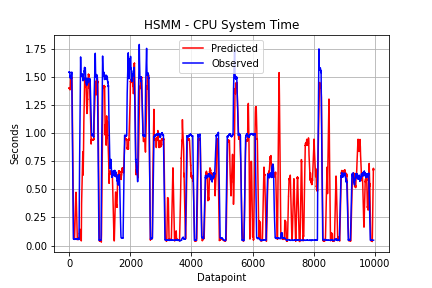 HSMM - CPU System Time
Predicted
Observed
Seconds
1.75
1.50
1.25
1.00
0.75
0.50
0.25
0.00
0 2000 4000 6000 8000 10000
Datapoint